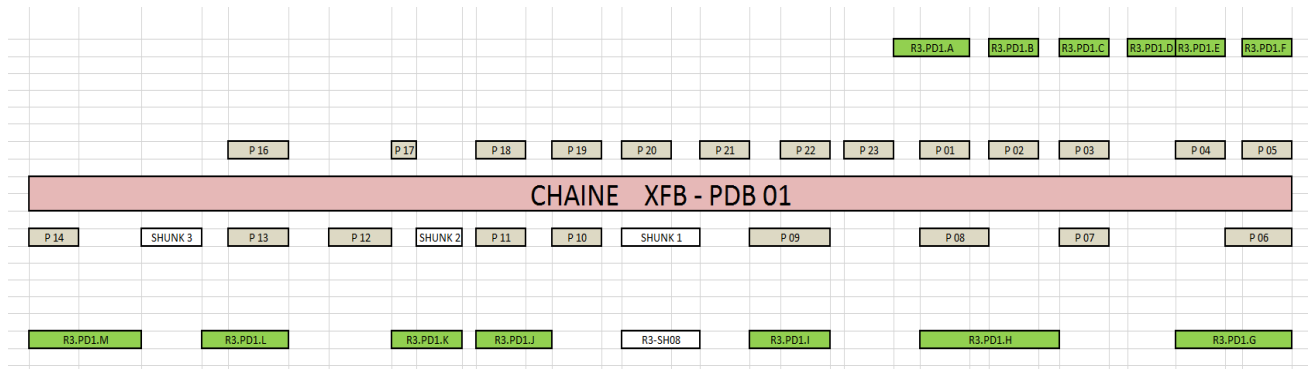 R3.PD1.A R3.PD1.B R3.PD1.C R3.PD1.D R3.PD1.E R3.PD1.F
P 16 P 17 P 18 P 19 P 20 P 21 P 22 P 23 P 01 P 02 P 03 P 04 P 05
CHAINE XFB - PDB 01
P 14 SHUNK 3 P 13 P 12 SHUNK 2 P 11 P 10 SHUNK 1 P 09 P 08 P 07 P 06
R3.PD1.M R3.PD1.L R3.PD1.K R3.PD1.J R3-SH08 R3.PD1.I R3.PD1.H R3.PD1.G